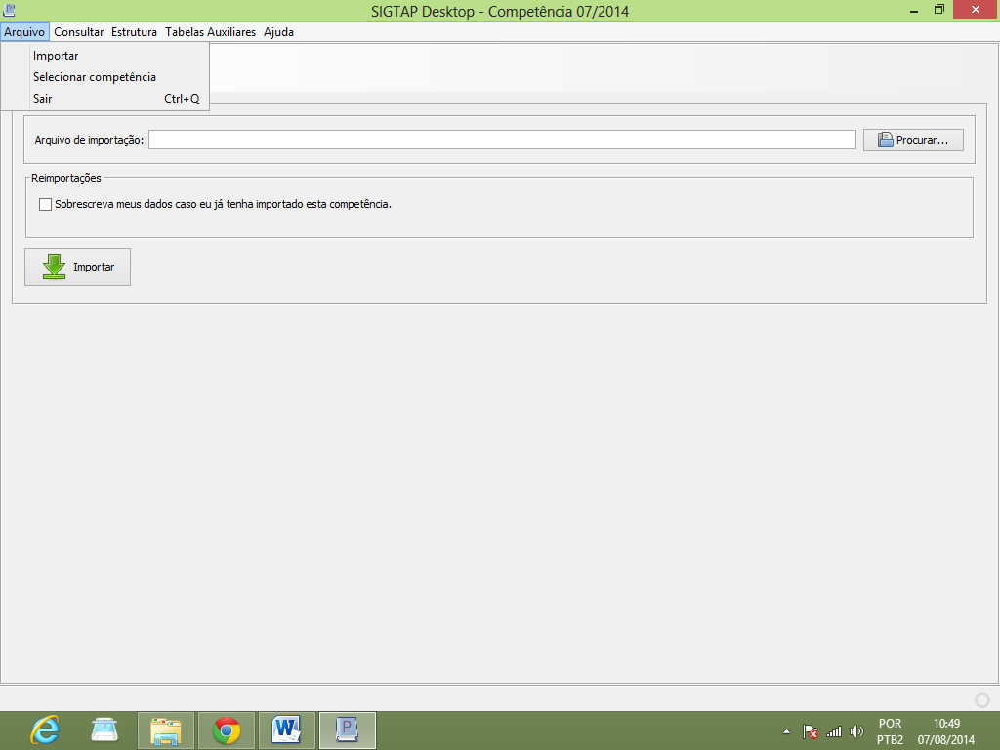 SIGTAP Desktop - Competência 07/2014
Arquivo Consultar Estrutura Tabelas Auxiliares Ajuda
Importar
Selecionar competência
Sair Ctrl+Q
Arquivo de importação: Procurar...
Reimportações
Sobrescreva meus dados caso eu já tenha importado esta competência.
Importar
POR 10:49
PTB2 07/08/2014